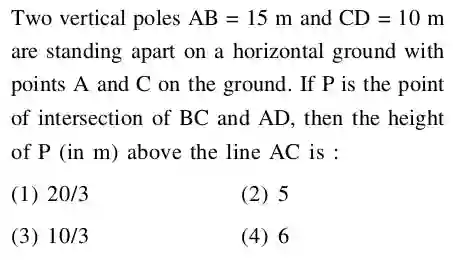 Two vertical poles AB = 15 m and CD = 10 m
are standing apart on a horizontal ground with
points A and C on the ground. If P is the point
of intersection of BC and AD, then the height
of P (in m) above the line AC is :
(1) 20/3 (2) 5
(3) 10/3 (4) 6